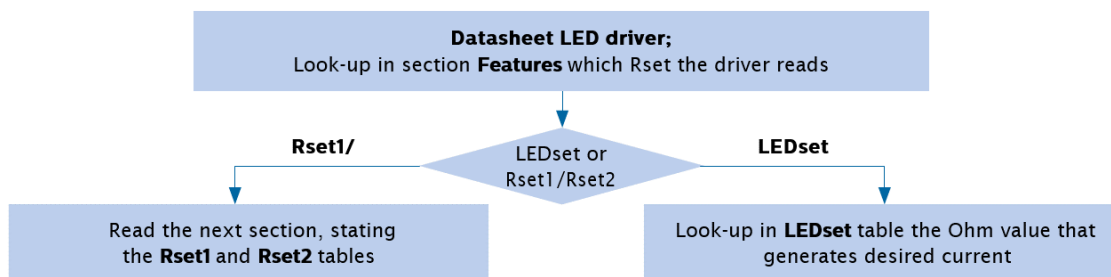 Datasheet LED driver;
Look-up in section Features which Rset the driver reads
Rset1/
LEDset or
Rset1/Rset2
LEDset
Read the next section, stating
the Rset1 and Rset2 tables
Look-up in LEDset table the Ohm value that
generates desired current